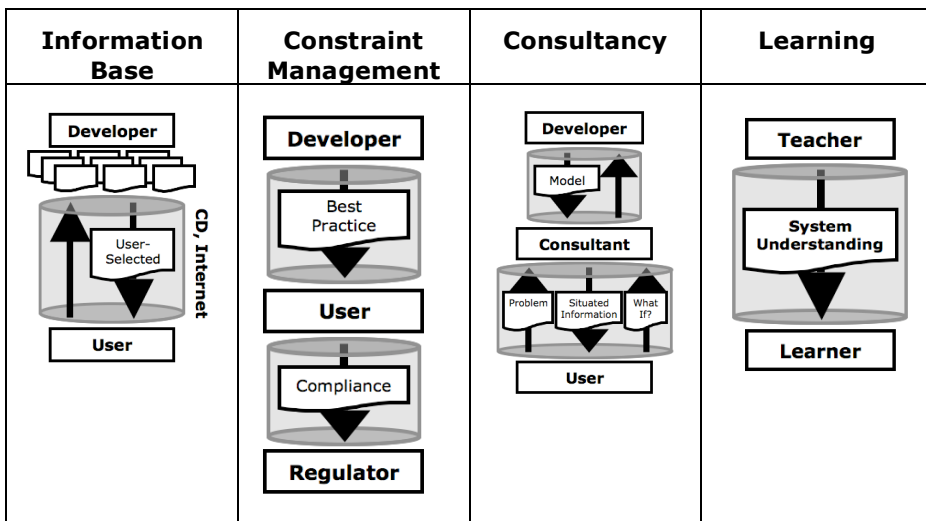 Information
Base
Constraint
Management
Consultancy
Learning
Developer
User-
Selected
CD, Internet
User
Developer
Best
Practice
User
Compliance
Regulator
Developer
Model
Consultant
Problem
Situated
Information
What
If?
User
Teacher
System
Understanding
Learner